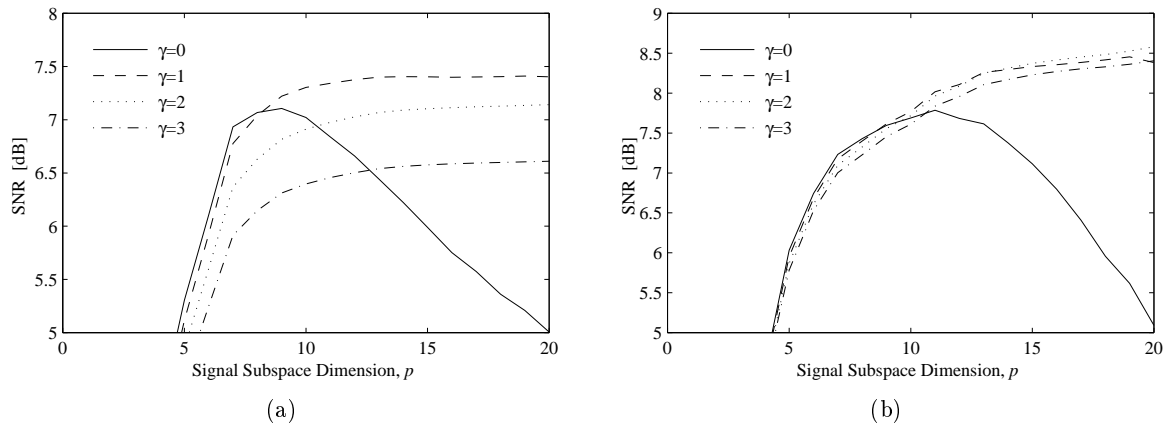 8
7.5
7
6.5
6
5.5
5
SNR [dB]
γ=0
γ=1
γ=2
γ=3
0 5 10 15 20
Signal Subspace Dimension, p
(a)
9
8.5
8
7.5
7
6.5
6
5.5
5
SNR [dB]
γ=0
γ=1
γ=2
γ=3
0 5 10 15 20
Signal Subspace Dimension, p
(b)